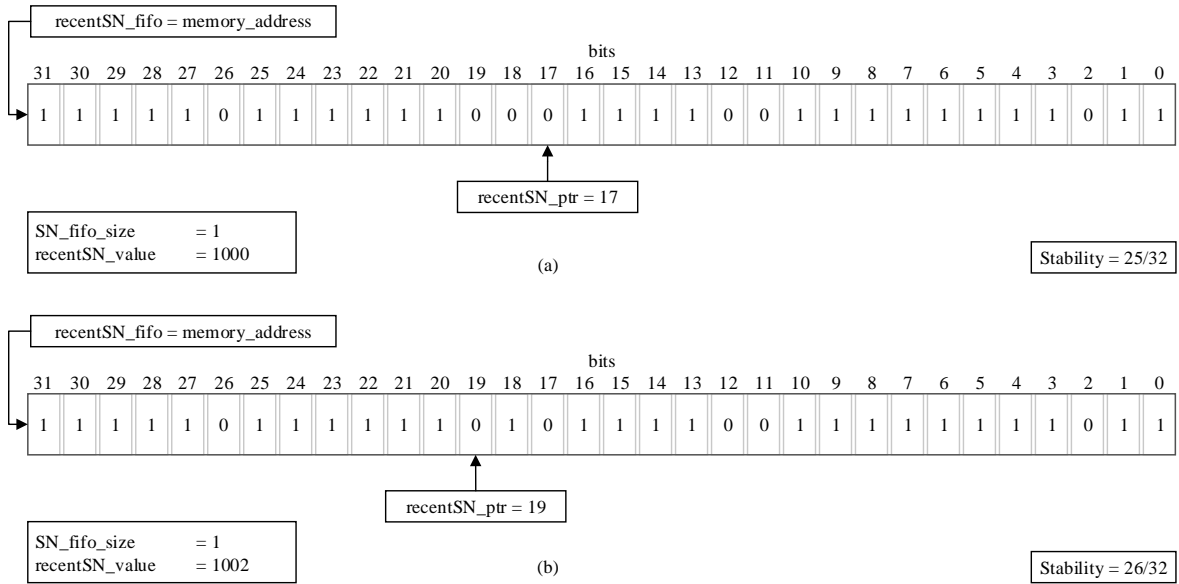 recentSN_fifo = memory_address
bits
31 30 29 28 27 26 25 24 23 22 21 20 19 18 17 16 15 14 13 12 11 10 9 8 7 6 5 4 3 2 1 0
1 1 1 1 1 0 1 1 1 1 1 1 0 0 0 1 1 1 1 0 0 1 1 1 1 1 1 1 1 0 1 1
recentSN_ptr = 17
SN_fifo_size = 1
recentSN_value = 1000
(a)
Stability = 25/32
recentSN_fifo = memory_address
bits
31 30 29 28 27 26 25 24 23 22 21 20 19 18 17 16 15 14 13 12 11 10 9 8 7 6 5 4 3 2 1 0
1 1 1 1 1 0 1 1 1 1 1 1 0 1 0 1 1 1 1 0 0 1 1 1 1 1 1 1 1 0 1 1
recentSN_ptr = 19
SN_fifo_size = 1
recentSN_value = 1002
(b)
Stability = 26/32